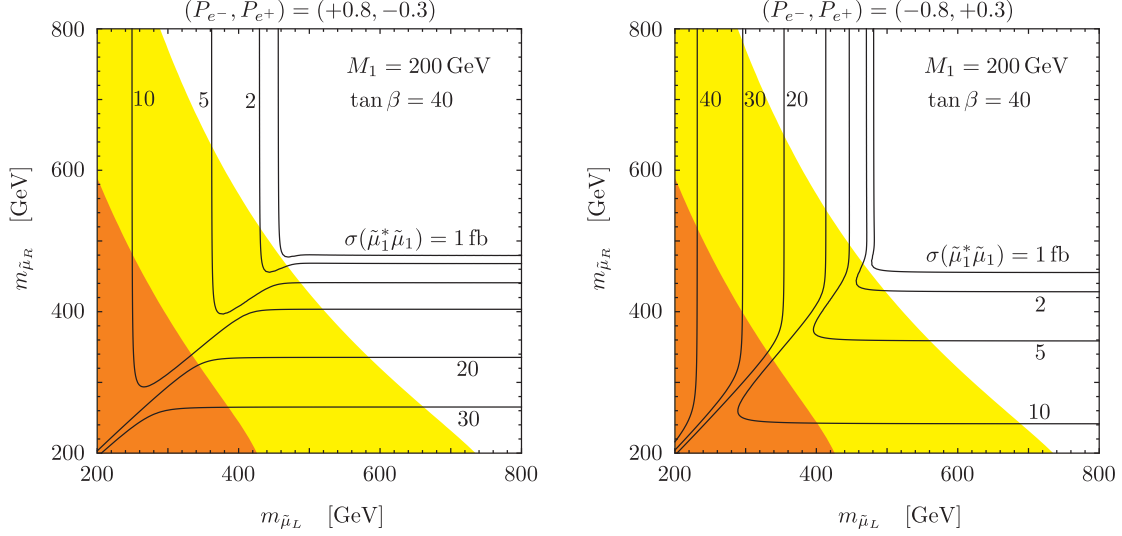 (P_{e^-}, P_{e^+}) = (+0.8, −0.3)
800
600
400
200
m_{\tilde{μ}_R} [GeV]
M_1 = 200 GeV
tan β = 40
10
5
2
σ(\tilde{μ}_1^* \tilde{μ}_1) = 1 fb
20
30
200
400
600
800
m_{\tilde{μ}_L} [GeV]
(P_{e^-}, P_{e^+}) = (−0.8, +0.3)
800
600
400
200
m_{\tilde{μ}_R} [GeV]
M_1 = 200 GeV
tan β = 40
40
30
20
σ(\tilde{μ}_1^* \tilde{μ}_1) = 1 fb
2
5
10
200
400
600
800
m_{\tilde{μ}_L} [GeV]